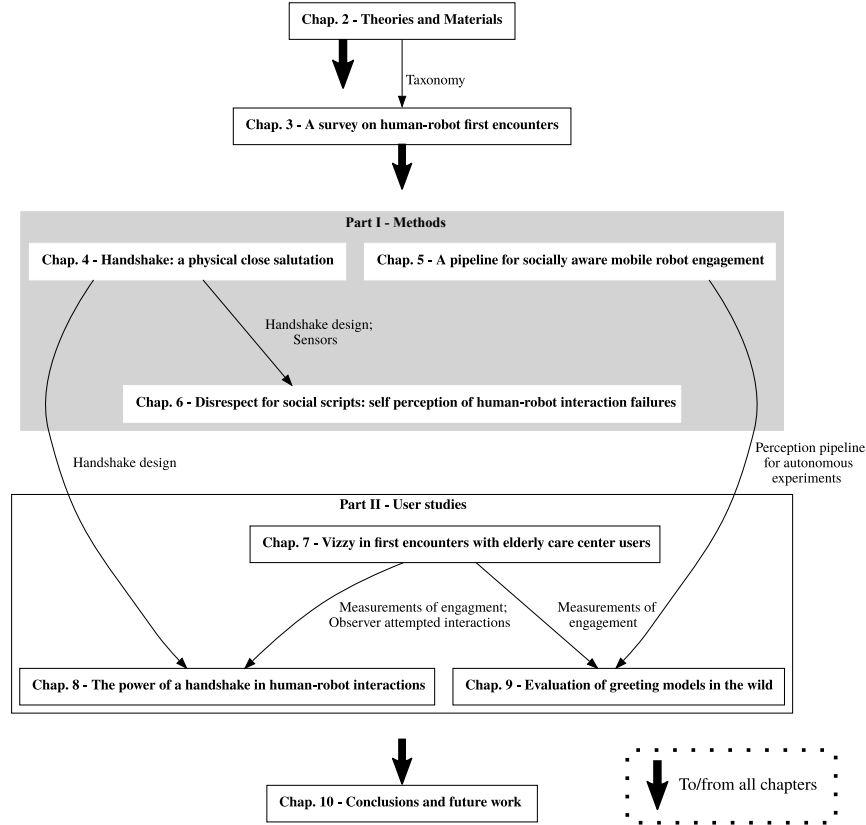 Chap. 2 - Theories and Materials
Taxonomy
Chap. 3 - A survey on human-robot first encounters
Part I - Methods
Chap. 4 - Handshake: a physical close salutation
Chap. 5 - A pipeline for socially aware mobile robot engagement
Handshake design;
Sensors
Chap. 6 - Disrespect for social scripts: self perception of human-robot interaction failures
Handshake design
Perception pipeline
for autonomous
experiments
Part II - User studies
Chap. 7 - Vizzy in first encounters with elderly care center users
Measurements of engagment;
Observer attempted interactions
Measurements of
engagement
Chap. 8 - The power of a handshake in human-robot interactions
Chap. 9 - Evaluation of greeting models in the wild
To/from all chapters
Chap. 10 - Conclusions and future work